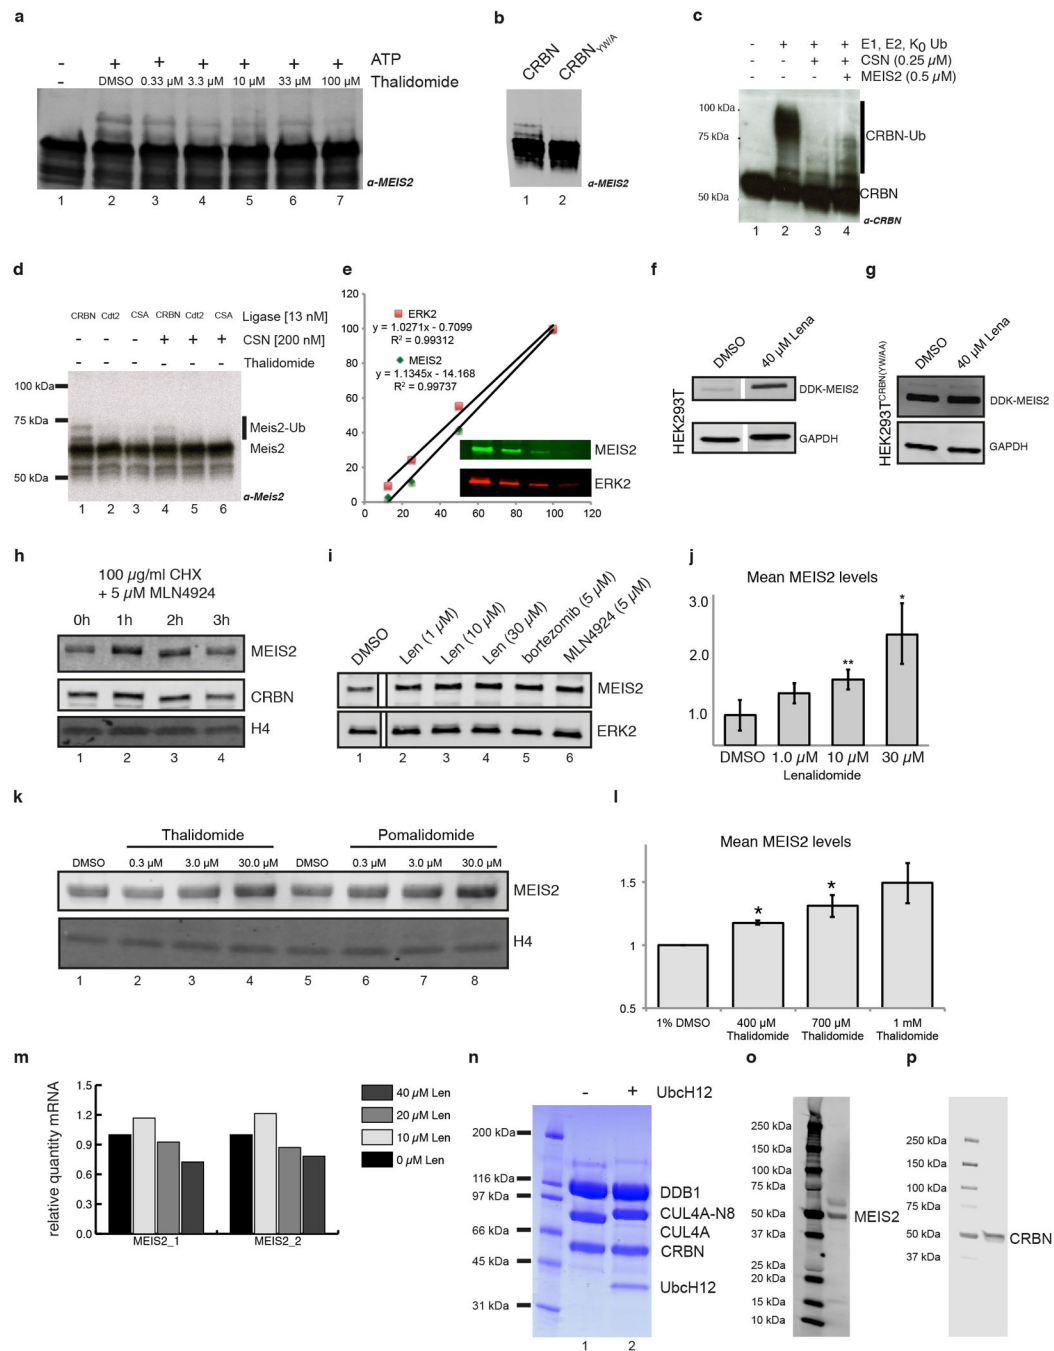 a
- + + + + + + ATP
- DMSO 0.33 µM 3.3 µM 10 µM 33 µM 100 µM Thalidomide
α-MEIS2
1 2 3 4 5 6 7
b
CRBN CRBN YW/A
α-MEIS2
1 2
c
- + + + E1, E2, K0 Ub
+ + CSN (0.25 µM)
+ MEIS2 (0.5 µM)
100 kDa
75 kDa
CRBN-Ub
50 kDa
CRBN
α-CRBN
1 2 3 4
d
CRBN Cdt2 CSA CRBN Cdt2 CSA Ligase [13 nM]
- - - + + + CSN [200 nM]
- - - - - - Thalidomide
100 kDa
75 kDa
Meis2-Ub
Meis2
50 kDa
α-Meis2
1 2 3 4 5 6
e
120
100
80
60
40
20
0
ERK2
y = 1.0271x - 0.7099
R² = 0.99312
MEIS2
y = 1.1345x - 14.168
R² = 0.99737
MEIS2
ERK2
0 20 40 60 80 100 120
f
DMSO 40 µM Lena
HEK293T
DDK-MEIS2
GAPDH
g
DMSO 40 µM Lena
HEK293T CRBN(YW/AA)
DDK-MEIS2
GAPDH
h
100 µg/ml CHX
+ 5 µM MLN4924
0h 1h 2h 3h
MEIS2
CRBN
H4
1 2 3 4
i
DMSO Len (1 µM) Len (10 µM) Len (30 µM) bortezomib (5 µM) MLN4924 (5 µM)
MEIS2
ERK2
1 2 3 4 5 6
j
Mean MEIS2 levels
3.0
2.0
1.0
** *
DMSO 1.0 µM 10 µM 30 µM
Lenalidomide
k
Thalidomide Pomalidomide
DMSO 0.3 µM 3.0 µM 30.0 µM DMSO 0.3 µM 3.0 µM 30.0 µM
MEIS2
H4
1 2 3 4 5 6 7 8
l
Mean MEIS2 levels
1.5
1
0.5
* *
1% DMSO 400 µM 700 µM 1 mM
Thalidomide Thalidomide Thalidomide
m
relative quantity mRNA
1.5
1.2
0.9
0.6
0.3
0.0
MEIS2_1 MEIS2_2
40 µM Len
20 µM Len
10 µM Len
0 µM Len
n
- + UbcH12
200 kDa
116 kDa
97 kDa
66 kDa
45 kDa
31 kDa
DDB1
CUL4A-N8
CUL4A
CRBN
UbcH12
1 2
o
250 kDa
150 kDa
100 kDa
75 kDa
50 kDa
37 kDa
25 kDa
20 kDa
15 kDa
10 kDa
MEIS2
p
250 kDa
150 kDa
100 kDa
75 kDa
50 kDa
37 kDa
CRBN